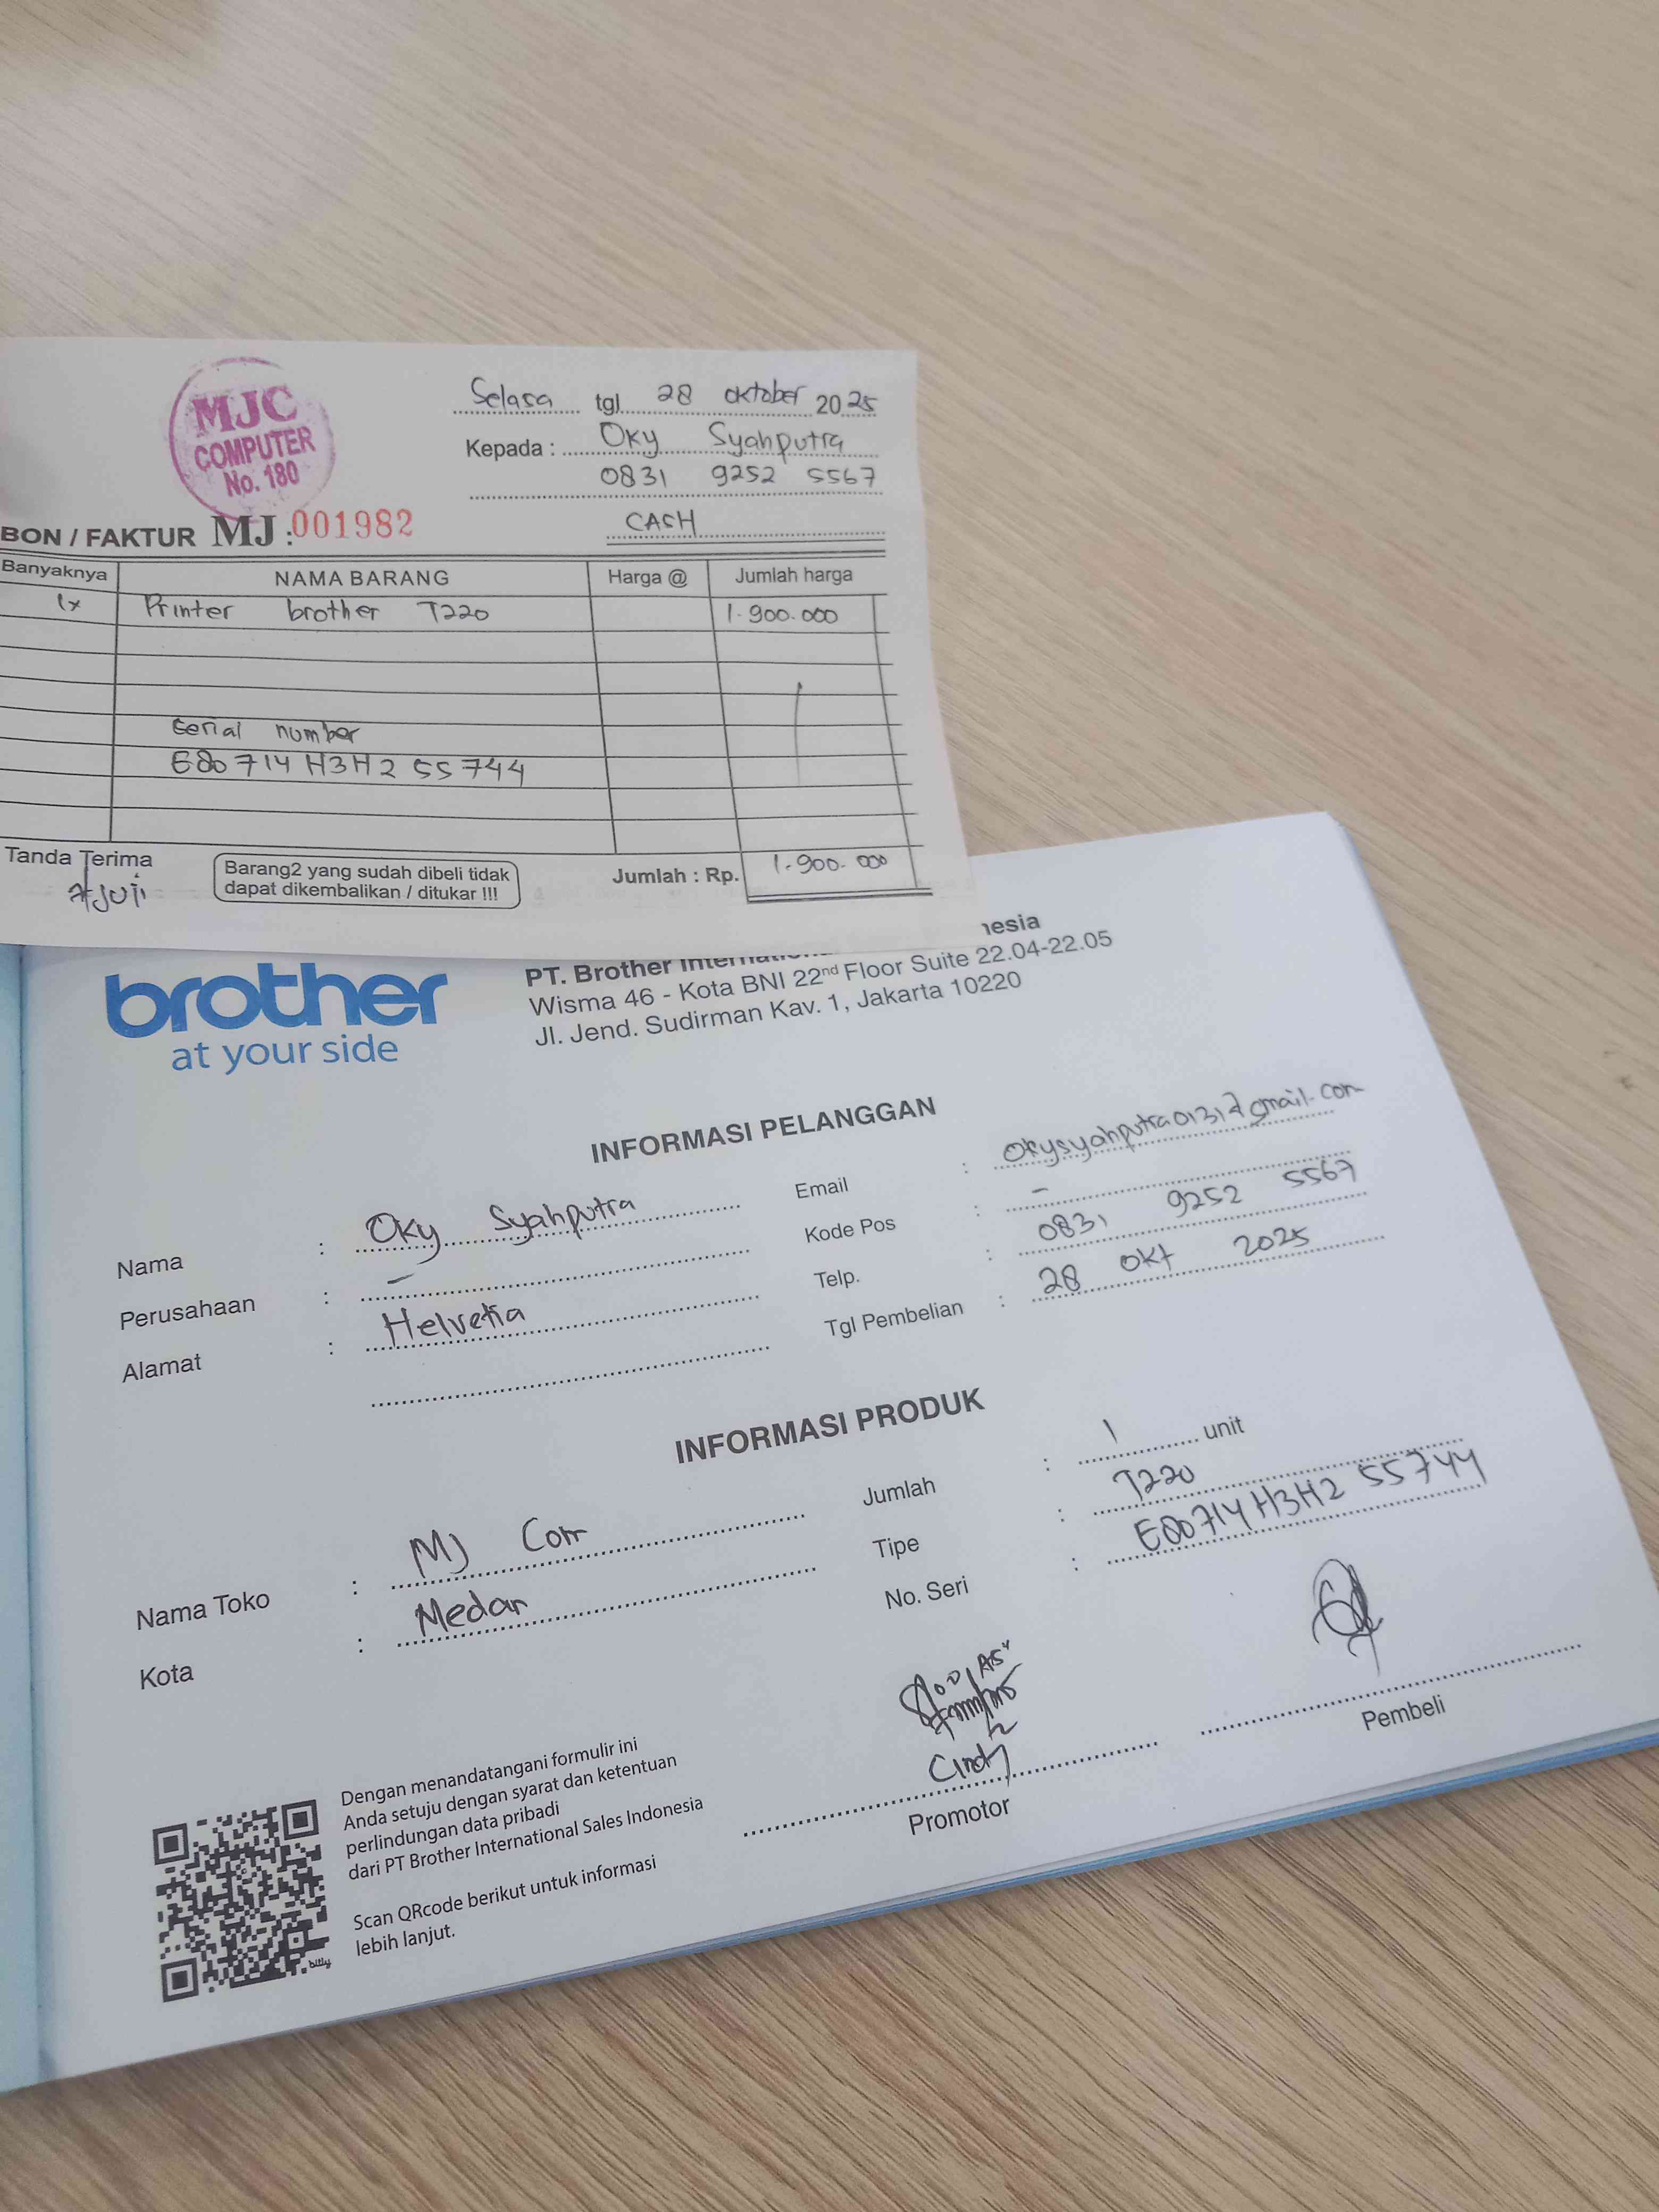 MJC
COMPUTER
No. 180
Selasa tgl 28 oktober 2025
Kepada : Oky Syahputra
0831 9252 5567
CASH
BON / FAKTUR MJ : 001982
Banyaknya NAMA BARANG Harga @ Jumlah harga
1x Printer brother T220 1.900.000
serial number
E80714H3H255744
Tanda Terima
Barang2 yang sudah dibeli tidak
dapat dikembalikan / ditukar !!!
Jumlah : Rp. 1.900.000
brother
at your side
PT. Brother
Wisma 46 - Kota BNI 22nd Floor Suite 22.04-22.05
Jl. Jend. Sudirman Kav. 1, Jakarta 10220
INFORMASI PELANGGAN
Nama : Oky Syahputra
Perusahaan : -
Alamat : Helvetia
Email : okysyahputra0131@gmail.com
Kode Pos : -
Telp. : 0831 9252 5567
Tgl Pembelian : 28 Okt 2025
INFORMASI PRODUK
Nama Toko : MJ Com
Kota : Medan
Jumlah : 1 unit
Tipe : T220
No. Seri : E80714H3H255744
Cindy
Promotor
Pembeli
Dengan menandatangani formulir ini
Anda setuju dengan syarat dan ketentuan
perlindungan data pribadi
dari PT Brother International Sales Indonesia
Scan QRcode berikut untuk informasi
lebih lanjut.
bitly